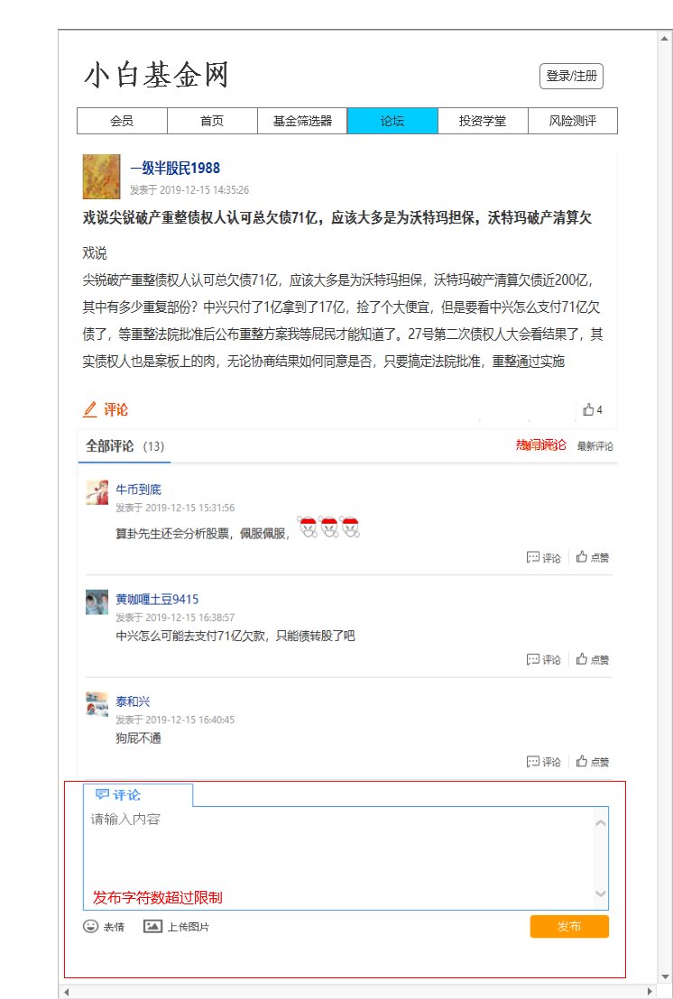 小白基金网
登录/注册
会员 首页 基金筛选器 论坛 投资学堂 风险测评
一级半股民1988
发表于 2019-12-15 14:35:26
戏说尖锐破产重整债权人认可总欠债71亿，应该大多是为沃特玛担保，沃特玛破产清算欠
戏说
尖锐破产重整债权人认可总欠债71亿，应该大多是为沃特玛担保，沃特玛破产清算欠债近200亿，
其中有多少重复部份？中兴只付了1亿拿到了17亿，捡了个大便宜，但是要看中兴怎么支付71亿欠
债了，等重整法院批准后公布重整方案我等屁民才能知道了。27号第二次债权人大会看结果了，其
实债权人也是案板上的肉，无论协商结果如何同意是否，只要搞定法院批准，重整通过实施
评论
4
全部评论 （13） 热门评论 最新评论
牛币到底
发表于 2019-12-15 15:31:56
算卦先生还会分析股票，佩服佩服，
评论 点赞
黄咖喱土豆9415
发表于 2019-12-15 16:38:57
中兴怎么可能去支付71亿欠款，只能债转股了吧
评论 点赞
泰和兴
发表于 2019-12-15 16:40:45
狗屁不通
评论 点赞
评论
请输入内容
发布字符数超过限制
表情 上传图片 发布